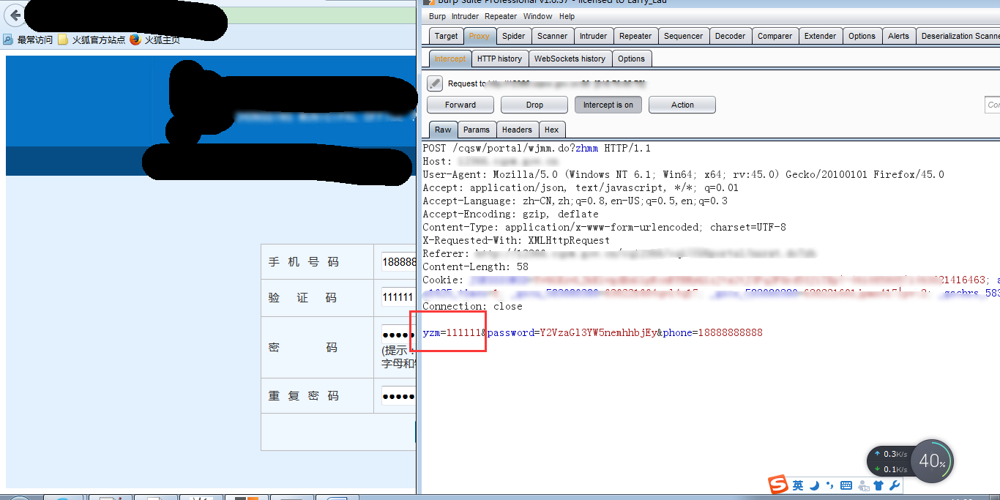 最常访问 火狐官方站点 火狐主页
手机号码 188888
验证码 111111
密码
(提示：
字母和
重复密码
Burp Suite Professional v1.6.37 - licensed to Larry_Lau
Burp Intruder Repeater Window Help
Target Proxy Spider Scanner Intruder Repeater Sequencer Decoder Comparer Extender Options Alerts Deserialization Scanne
Intercept HTTP history WebSockets history Options
Request to
Forward Drop Intercept is on Action
Raw Params Headers Hex
POST /cqsw/portal/wjmm.do?zhmm HTTP/1.1
Host:
User-Agent: Mozilla/5.0 (Windows NT 6.1; Win64; x64; rv:45.0) Gecko/20100101 Firefox/45.0
Accept: application/json, text/javascript, */*; q=0.01
Accept-Language: zh-CN,zh;q=0.8,en-US;q=0.5,en;q=0.3
Accept-Encoding: gzip, deflate
Content-Type: application/x-www-form-urlencoded; charset=UTF-8
X-Requested-With: XMLHttpRequest
Referer:
Content-Length: 58
Cookie:
Connection: close
yzm=111111&password=Y2VzaGl3YW5nemhhbjEy&phone=18888888888
0.3K/s
0.1K/s
40%
英